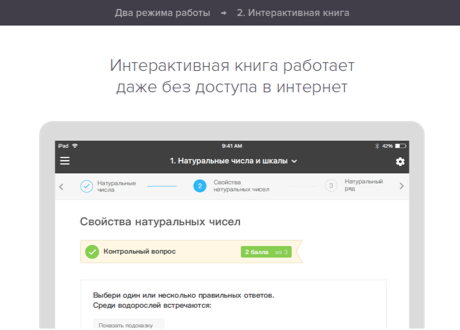 Два режима работы → 2. Интерактивная книга
Интерактивная книга работает
даже без доступа в интернет
iPad 9:41 AM 42%
1. Натуральные числа и шкалы
Натуральные
числа
2
Свойства
натуральных чисел
3
Натуральный
ряд
Свойства натуральных чисел
Контрольный вопрос
2 балла из 3
Выбери один или несколько правильных ответов.
Среди водорослей встречаются:
Показать подсказку